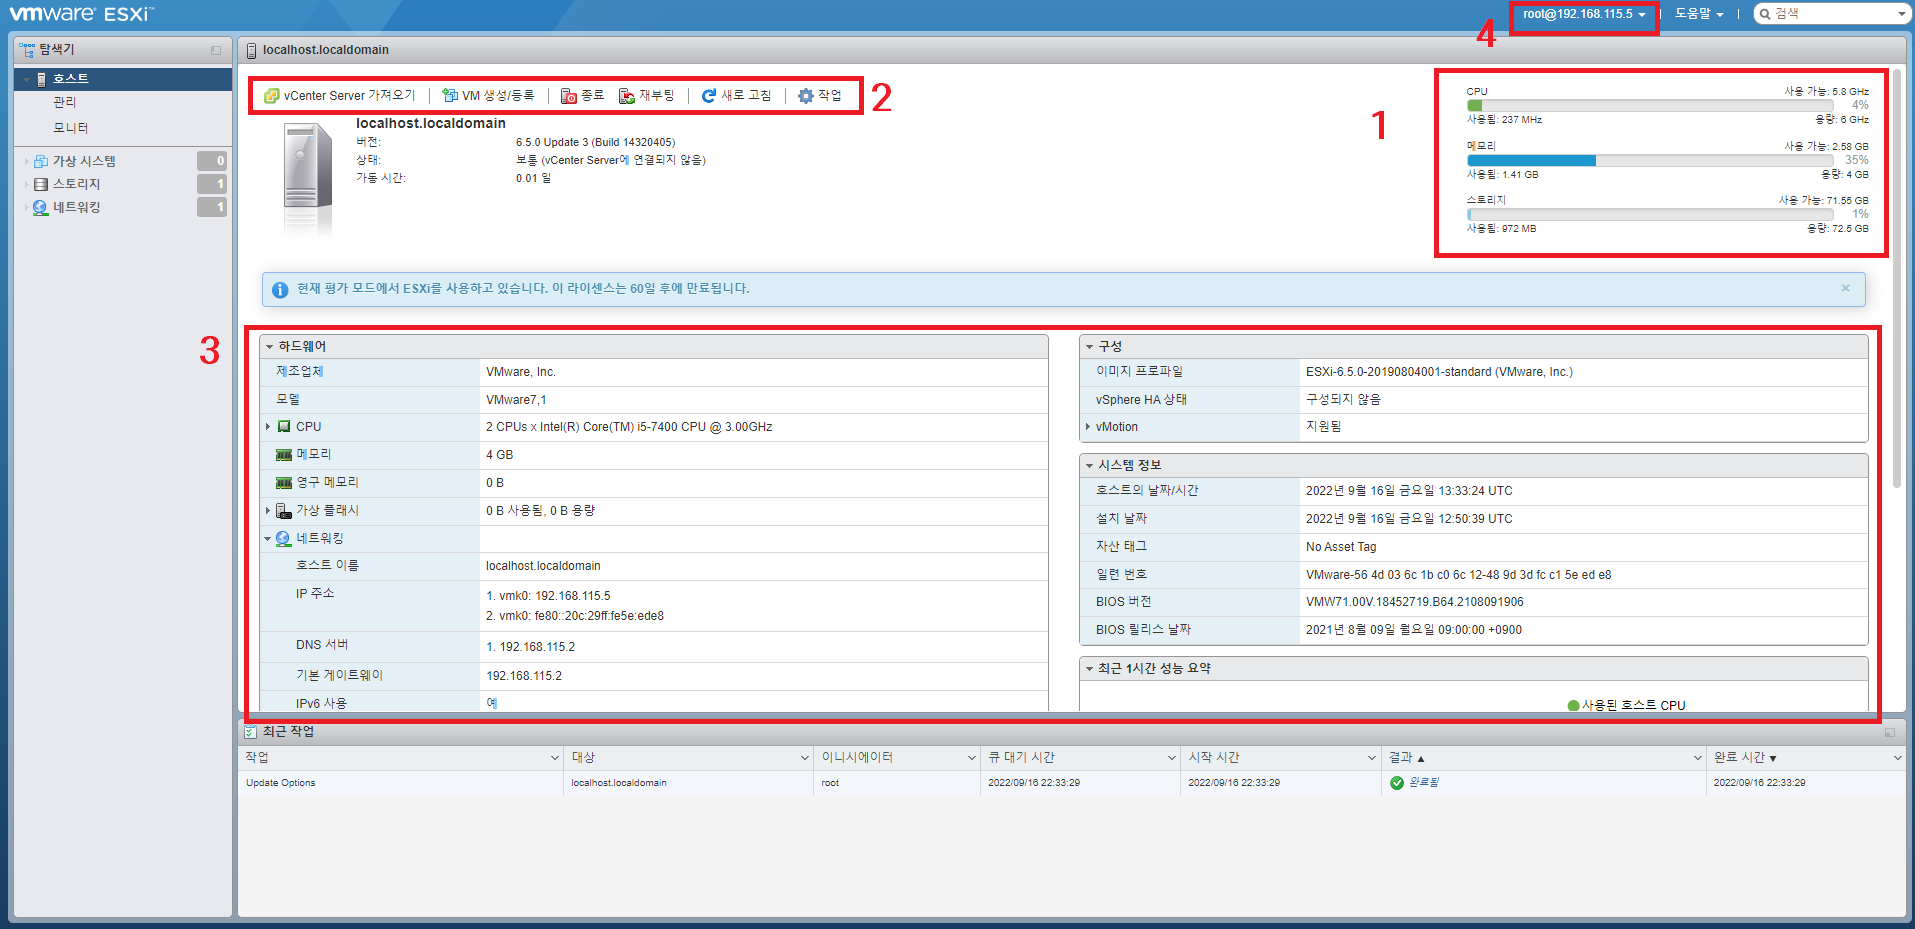 vmware ESXi™
root@192.168.115.5
도움말
검색
4
탐색기
호스트
관리
모니터
가상 시스템 0
스토리지 1
네트워킹 1
localhost.localdomain
vCenter Server 가져오기
VM 생성/등록
종료
재부팅
새로 고침
작업
2
localhost.localdomain
버전: 6.5.0 Update 3 (Build 14320405)
상태: 보통 (vCenter Server에 연결되지 않음)
가동 시간: 0.01 일
1
CPU 사용 가능: 5.8 GHz
4%
사용됨: 237 MHz 용량: 6 GHz
메모리 사용 가능: 2.58 GB
35%
사용됨: 1.41 GB 용량: 4 GB
스토리지 사용 가능: 71.55 GB
1%
사용됨: 972 MB 용량: 72.5 GB
현재 평가 모드에서 ESXi를 사용하고 있습니다. 이 라이센스는 60일 후에 만료됩니다.
3
하드웨어
제조업체 VMware, Inc.
모델 VMware7,1
CPU 2 CPUs x Intel(R) Core(TM) i5-7400 CPU @ 3.00GHz
메모리 4 GB
영구 메모리 0 B
가상 플래시 0 B 사용됨, 0 B 용량
네트워킹
호스트 이름 localhost.localdomain
IP 주소 1. vmk0: 192.168.115.5
2. vmk0: fe80::20c:29ff:fe5e:ede8
DNS 서버 1. 192.168.115.2
기본 게이트웨이 192.168.115.2
IPv6 사용 예
구성
이미지 프로파일 ESXi-6.5.0-20190804001-standard (VMware, Inc.)
vSphere HA 상태 구성되지 않음
vMotion 지원됨
시스템 정보
호스트의 날짜/시간 2022년 9월 16일 금요일 13:33:24 UTC
설치 날짜 2022년 9월 16일 금요일 12:50:39 UTC
자산 태그 No Asset Tag
일련 번호 VMware-56 4d 03 6c 1b c0 6c 12-48 9d 3d fc c1 5e ed e8
BIOS 버전 VMW71.00V.18452719.B64.2108091906
BIOS 릴리스 날짜 2021년 8월 09일 월요일 09:00:00 +0900
최근 1시간 성능 요약
사용된 호스트 CPU
최근 작업
작업 대상 이니시에이터 큐 대기 시간 시작 시간 결과 ▲ 완료 시간 ▼
Update Options localhost.localdomain root 2022/09/16 22:33:29 2022/09/16 22:33:29 완료됨 2022/09/16 22:33:29